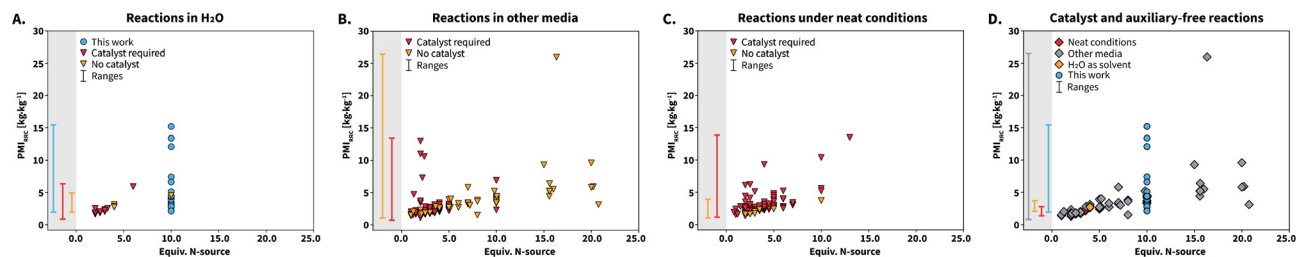 A. Reactions in H₂O
This work
Catalyst required
No catalyst
Ranges
30
25
20
15
10
5
0
PMI_RRC [kg·kg⁻¹]
0.0 5.0 10.0 15.0 20.0 25.0
Equiv. N-source
B. Reactions in other media
Catalyst required
No catalyst
Ranges
30
25
20
15
10
5
0
PMI_RRC [kg·kg⁻¹]
0.0 5.0 10.0 15.0 20.0 25.0
Equiv. N-source
C. Reactions under neat conditions
Catalyst required
No catalyst
Ranges
30
25
20
15
10
5
0
PMI_RRC [kg·kg⁻¹]
0.0 5.0 10.0 15.0 20.0 25.0
Equiv. N-source
D. Catalyst and auxiliary-free reactions
Neat conditions
Other media
H₂O as solvent
This work
Ranges
30
25
20
15
10
5
0
PMI_RRC [kg·kg⁻¹]
0.0 5.0 10.0 15.0 20.0 25.0
Equiv. N-source